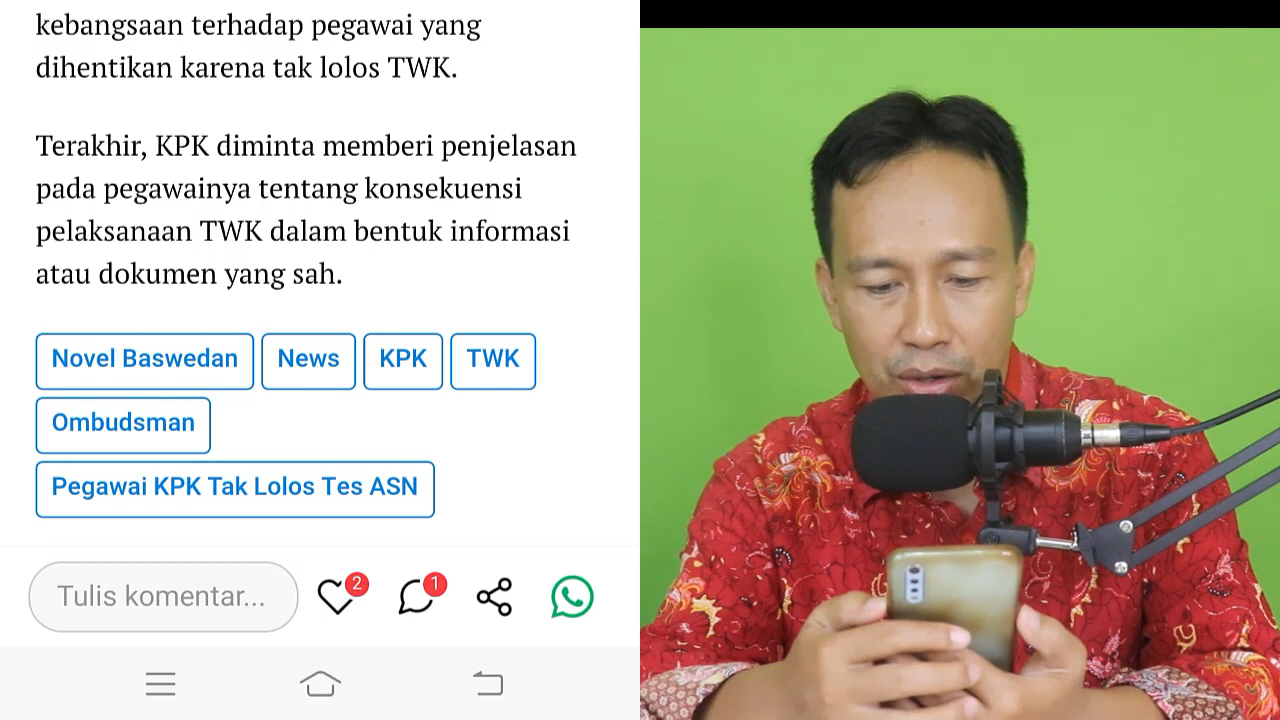 kebangsaan terhadap pegawai yang
dihentikan karena tak lolos TWK.
Terakhir, KPK diminta memberi penjelasan
pada pegawainya tentang konsekuensi
pelaksanaan TWK dalam bentuk informasi
atau dokumen yang sah.
Novel Baswedan News KPK TWK
Ombudsman
Pegawai KPK Tak Lolos Tes ASN
Tulis komentar... 2 1